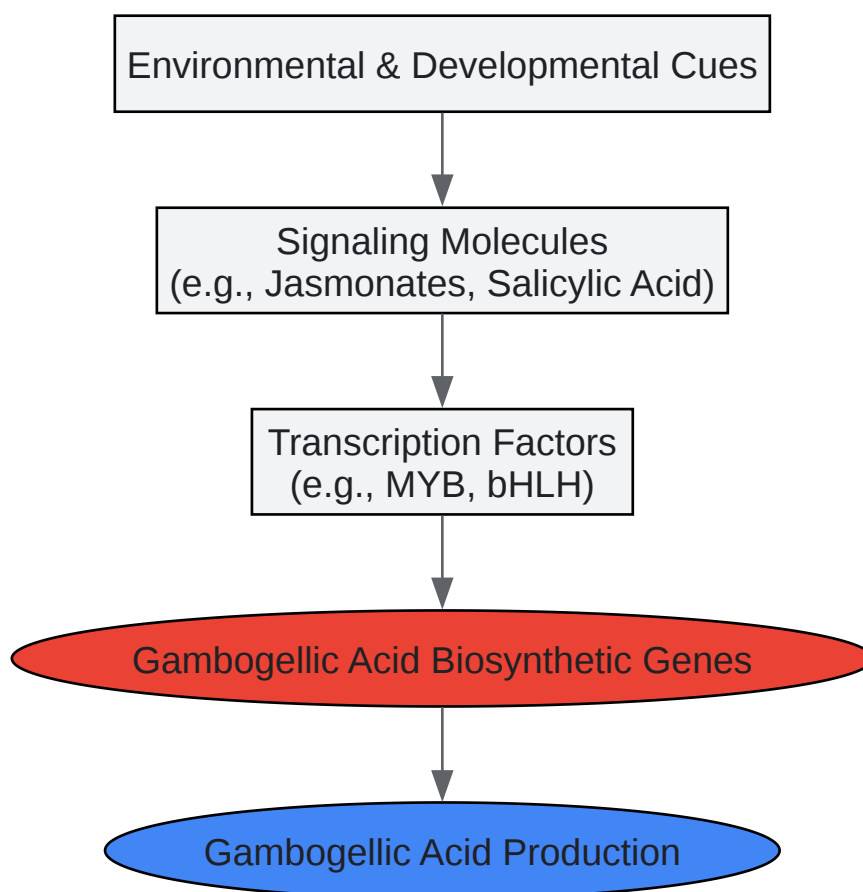 Environmental & Developmental Cues
Signaling Molecules
(e.g., Jasmonates, Salicylic Acid)
Transcription Factors
(e.g., MYB, bHLH)
Gambogellic Acid Biosynthetic Genes
Gambogellic Acid Production